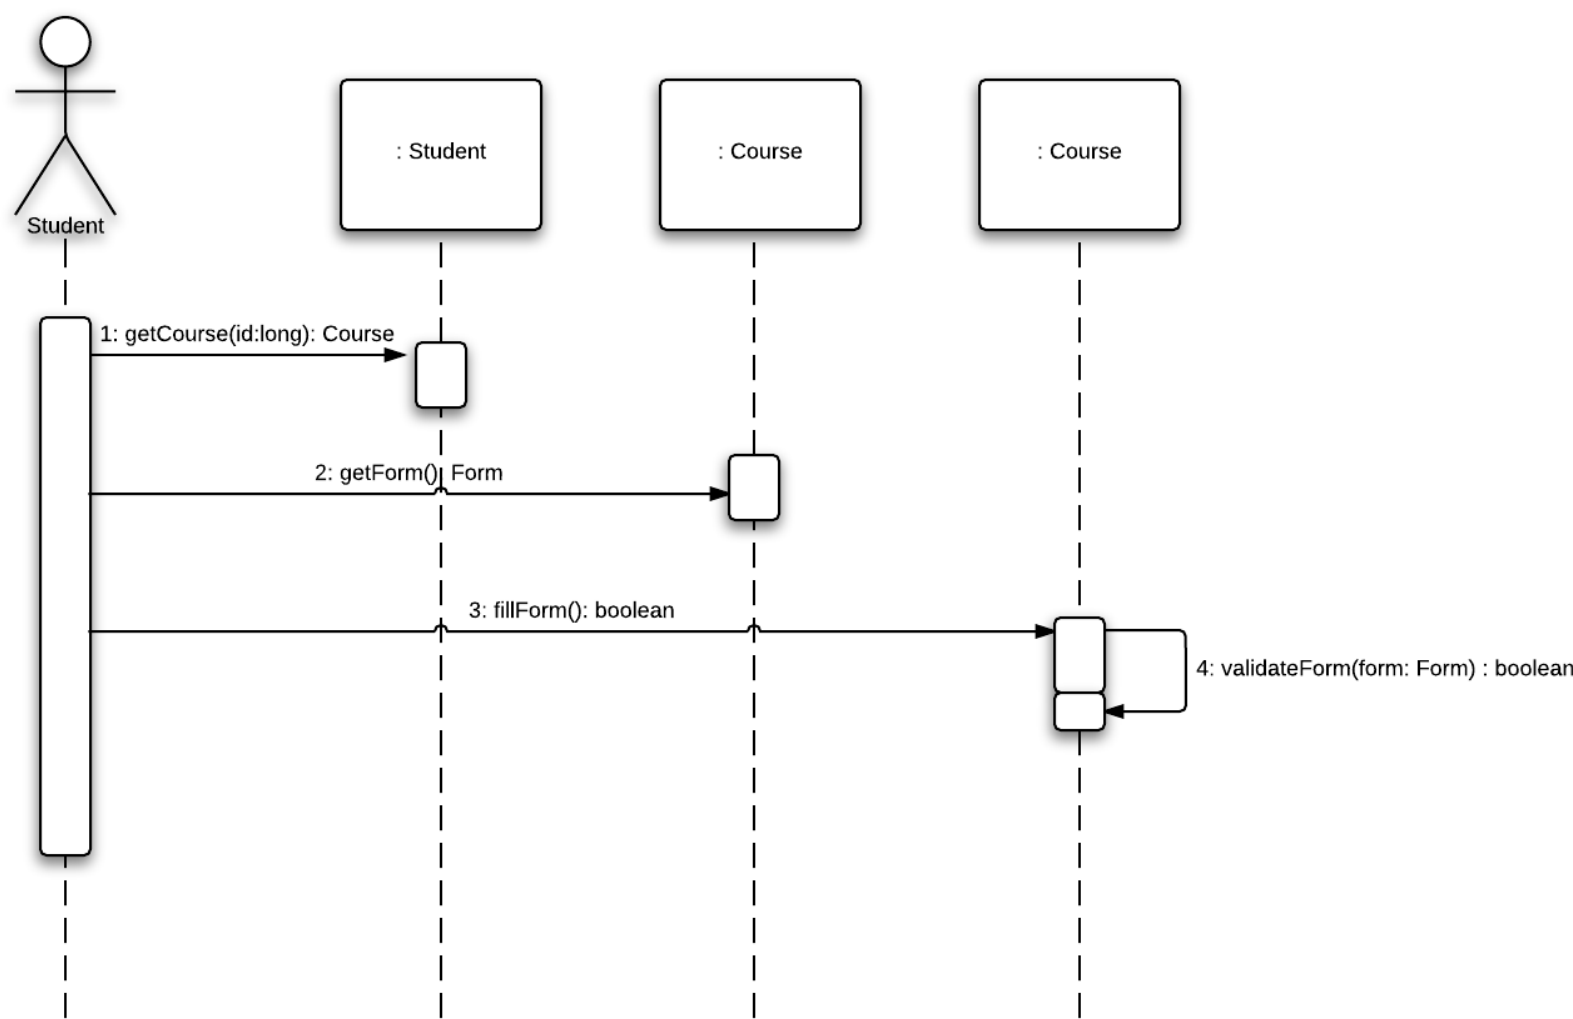 Student
: Student
: Course
: Course
1: getCourse(id:long): Course
2: getForm(): Form
3: fillForm(): boolean
4: validateForm(form: Form) : boolean